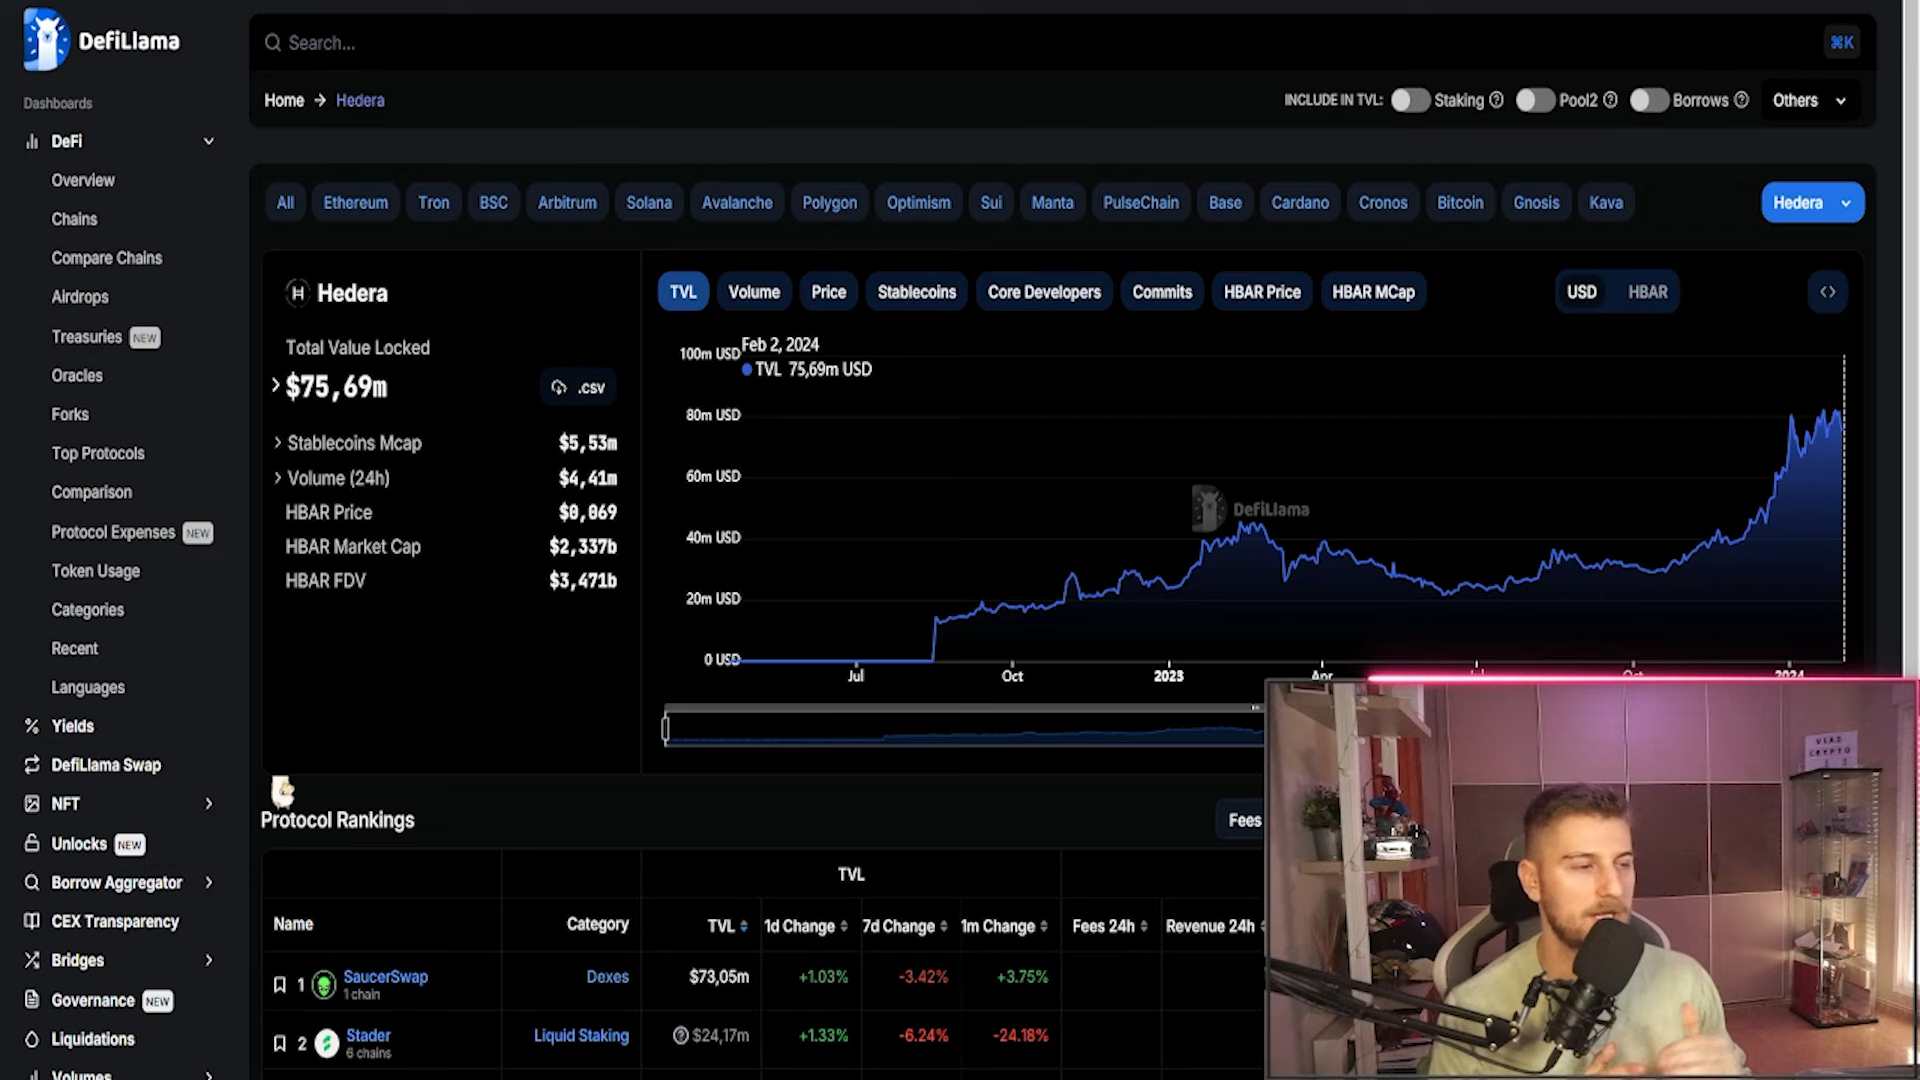 DefiLlama
Dashboards
DeFi
Overview
Chains
Compare Chains
Airdrops
Treasuries NEW
Oracles
Forks
Top Protocols
Comparison
Protocol Expenses NEW
Token Usage
Categories
Recent
Languages
Yields
DefiLlama Swap
NFT
Unlocks NEW
Borrow Aggregator
CEX Transparency
Bridges
Governance NEW
Liquidations
Volumes
Search... ⌘K
Home → Hedera
INCLUDE IN TVL: Staking Pool2 Borrows Others
All Ethereum Tron BSC Arbitrum Solana Avalanche Polygon Optimism Sui Manta PulseChain Base Cardano Cronos Bitcoin Gnosis Kava Hedera
Hedera
Total Value Locked
$75,69m .csv
Stablecoins Mcap $5,53m
Volume (24h) $4,41m
HBAR Price $0,069
HBAR Market Cap $2,337b
HBAR FDV $3,471b
TVL Volume Price Stablecoins Core Developers Commits HBAR Price HBAR MCap USD HBAR
Feb 2, 2024
TVL 75,69m USD
100m USD
80m USD
60m USD
40m USD
20m USD
0 USD
DefiLlama
Jul Oct 2023 Apr Jul Oct 2024
Protocol Rankings
Fees
TVL
Name Category TVL 1d Change 7d Change 1m Change Fees 24h Revenue 24h
1 SaucerSwap Dexes $73,05m +1.03% -3.42% +3.75%
1 chain
2 Stader Liquid Staking $24,17m +1.33% -6.24% -24.18%
6 chains
VLAD
CRYPTO